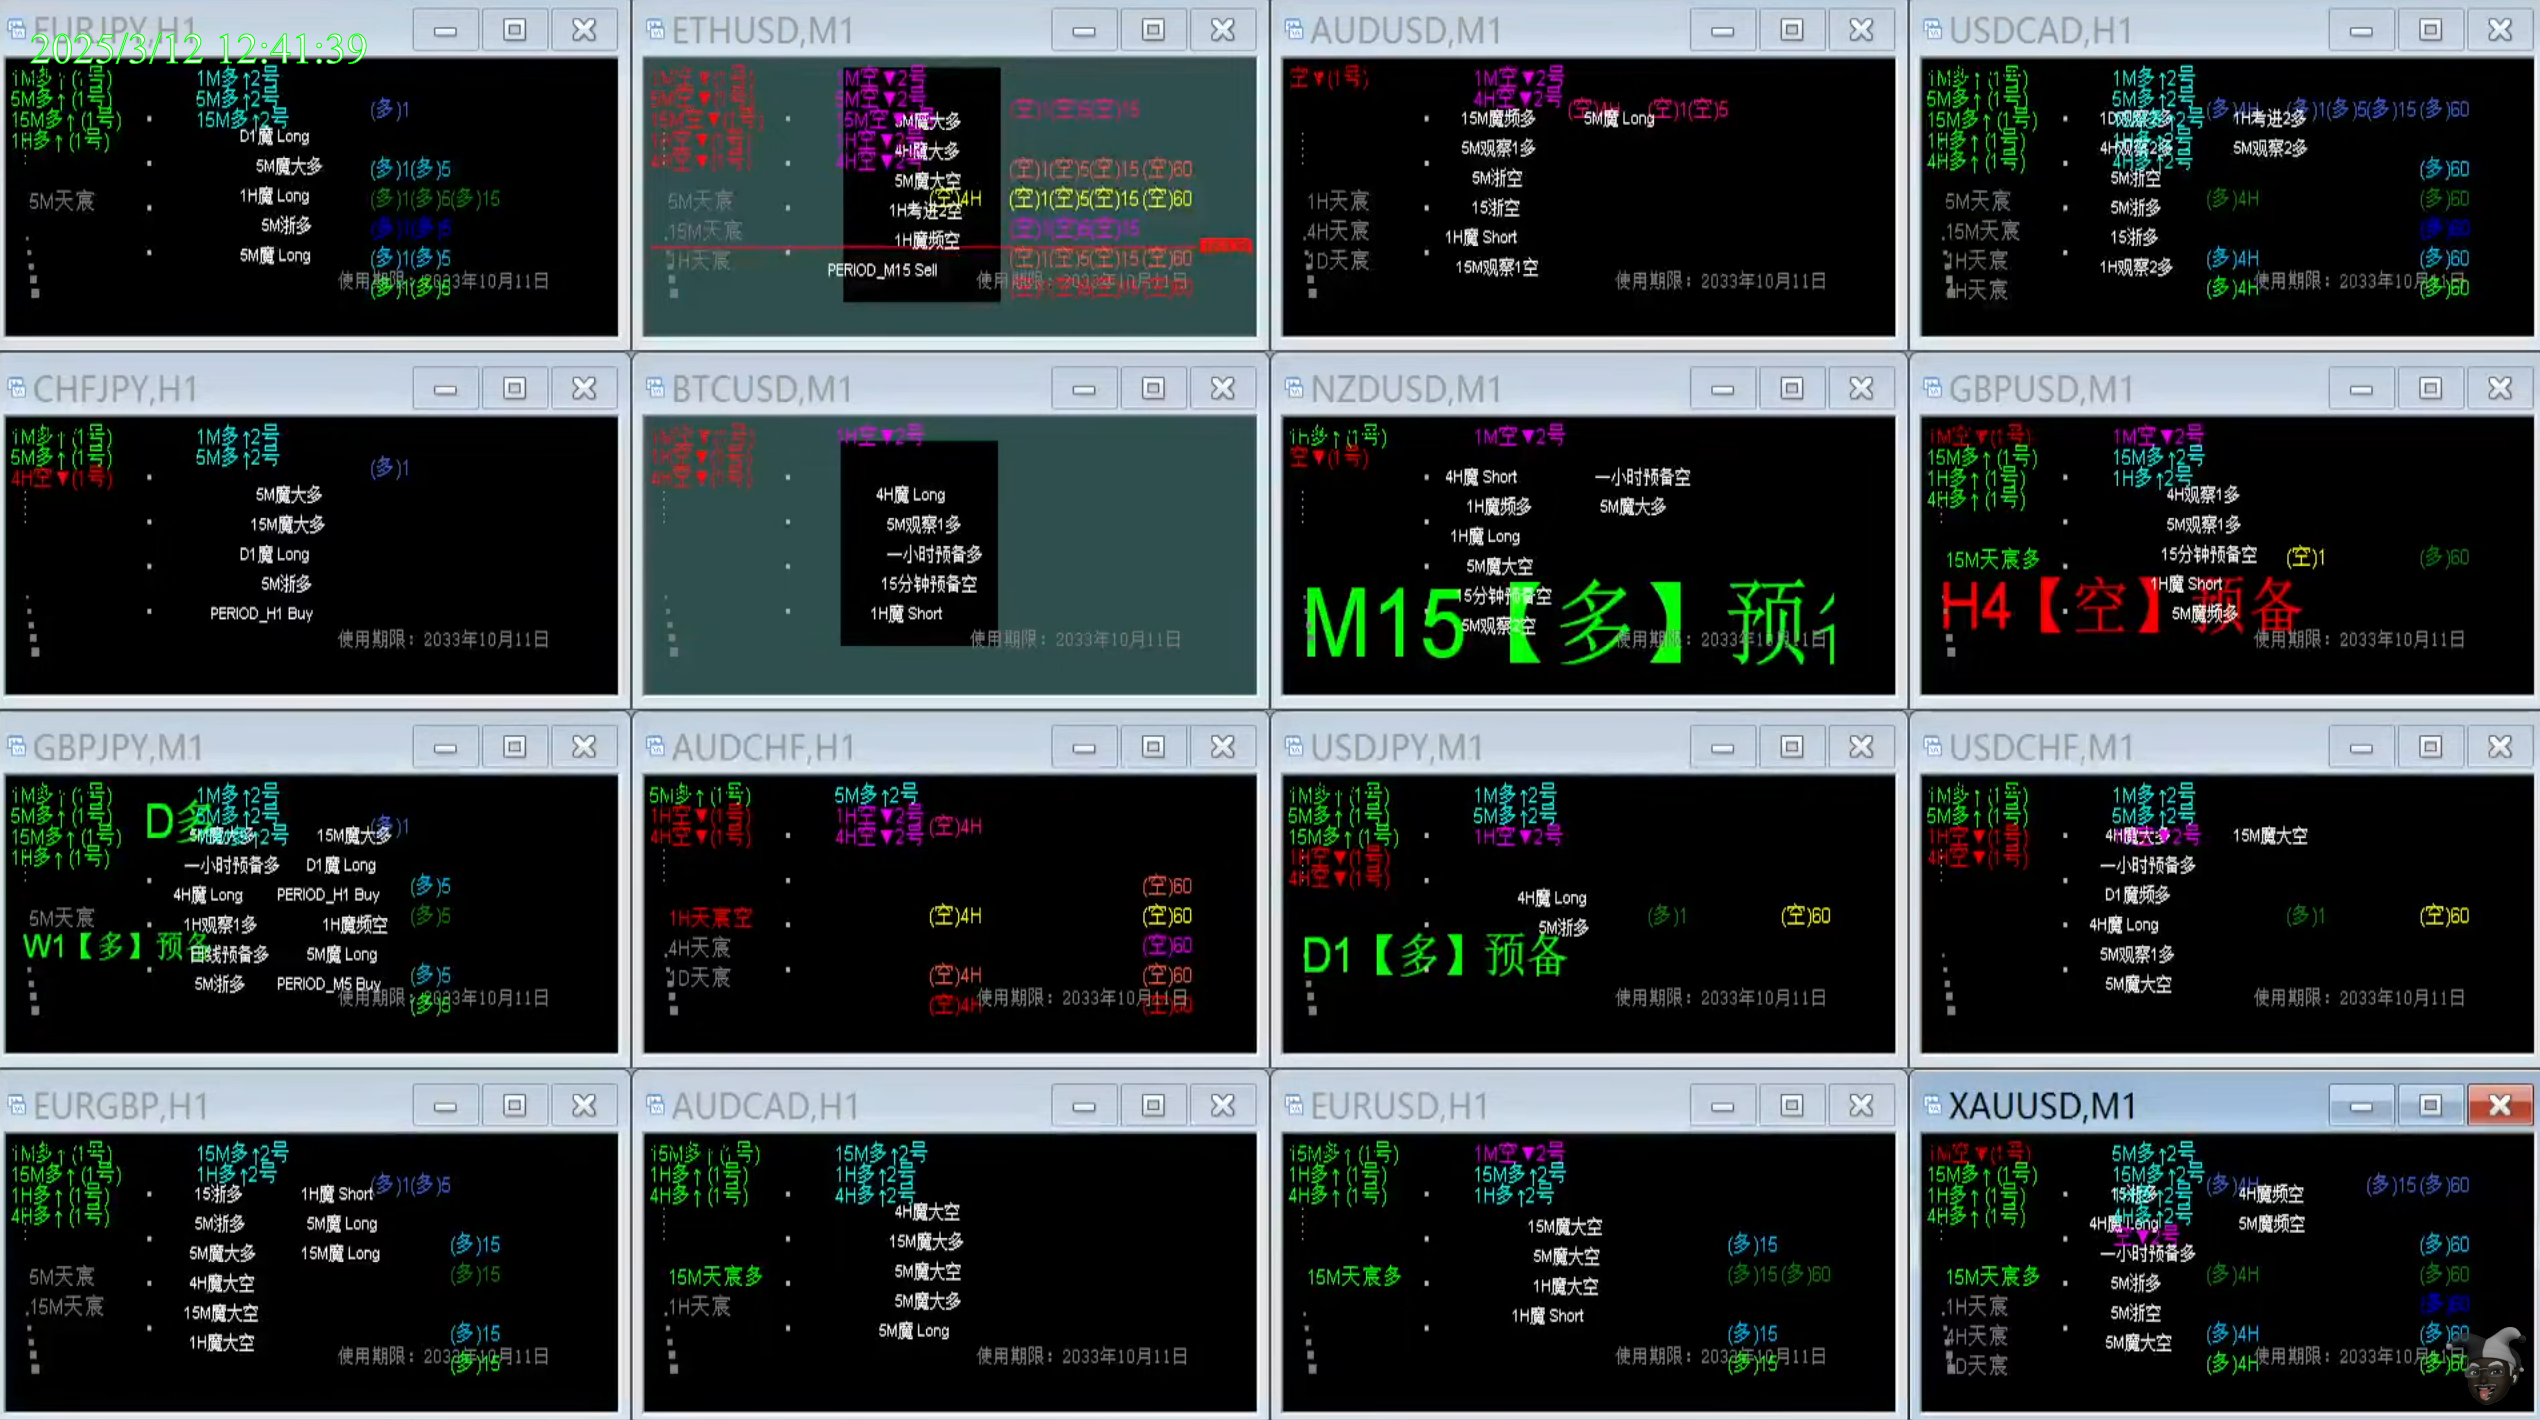 EURJPY,H1
2025/3/12 12:41:39
1M多↑(1号)
5M多↑(1号)
15M多↑(1号)
1H多↑(1号)
1M多↑2号
5M多↑2号
15M多↑2号
D1魔 Long
5M魔大多
1H魔 Long
5M浙多
5M魔 Long
5M天宸
(多)1
(多)1(多)5
(多)1(多)5(多)15
(多)1(多)5
(多)1(多)5
(多)1(多)5
使用期限：2033年10月11日
ETHUSD,M1
1M空▼(1号)
5M空▼(1号)
15M空▼(1号)
1H空▼(1号)
4H空▼(1号)
1M空▼2号
5M空▼2号
15M空▼2号
1H空▼2号
4H空▼2号
5M魔大多
4H魔大多
5M魔大空
1H考进2空
1H魔频空
PERIOD_M15 Sell
5M天宸
15M天宸
1H天宸
(空)1(空)5(空)15
(空)1(空)5(空)15(空)60
(空)4H
(空)1(空)5(空)15(空)60
(空)1(空)5(空)15
(空)1(空)5(空)15(空)60
使用期限：2033年10月11日
AUDUSD,M1
空▼(1号)
1M空▼2号
4H空▼2号
(空)4H
(空)1(空)5
15M魔频多
5M魔 Long
5M观察1多
5M浙空
15浙空
1H魔 Short
15M观察1空
1H天宸
4H天宸
1D天宸
使用期限：2033年10月11日
USDCAD,H1
1M多↑(1号)
5M多↑(1号)
15M多↑(1号)
1H多↑(1号)
4H多↑(1号)
1M多↑2号
5M多↑2号
(多)4H
(多)1(多)5(多)15(多)60
1D观察2多
1H考进2多
4H观察2多
5M观察2多
5M浙空
5M浙多
15浙多
1H观察2多
5M天宸
15M天宸
1H天宸
4H天宸
(多)60
(多)4H
(多)60
(多)60
(多)4H
(多)60
(多)4H
(多)60
使用期限：2033年10月11日
CHFJPY,H1
1M多↑(1号)
5M多↑(1号)
4H空▼(1号)
1M多↑2号
5M多↑2号
(多)1
5M魔大多
15M魔大多
D1魔 Long
5M浙多
PERIOD_H1 Buy
使用期限：2033年10月11日
BTCUSD,M1
1M空▼(1号)
1H空▼(1号)
4H空▼(1号)
1H空▼2号
4H魔 Long
5M观察1多
一小时预备多
15分钟预备空
1H魔 Short
使用期限：2033年10月11日
NZDUSD,M1
1H多↑(1号)
空▼(1号)
1M空▼2号
4H魔 Short
一小时预备空
1H魔频多
5M魔大多
1H魔 Long
5M魔大空
15分钟预备空
5M观察2空
M15【多】预
使用期限：2033年10月11日
GBPUSD,M1
1M空▼(1号)
15M多↑(1号)
1H多↑(1号)
4H多↑(1号)
1M空▼2号
15M多↑2号
1H多↑2号
4H观察1多
5M观察1多
15分钟预备空
1H魔 Short
5M魔频多
15M天宸多
(空)1
(多)60
H4【空】预备
使用期限：2033年10月11日
GBPJPY,M1
1M多↑(1号)
5M多↑(1号)
15M多↑(1号)
1H多↑(1号)
D多
1M多↑2号
5M多↑2号
15M多↑2号
(多)1
5M魔大多
15M魔大多
一小时预备多
D1魔 Long
4H魔 Long
PERIOD_H1 Buy
1H观察1多
1H魔频空
日线预备多
5M魔 Long
5M浙多
PERIOD_M5 Buy
5M天宸
W1【多】预备
(多)5
(多)5
(多)5
(多)5
使用期限：2033年10月11日
AUDCHF,H1
5M多↑(1号)
1H空▼(1号)
4H空▼(1号)
5M多↑2号
1H空▼2号
4H空▼2号
(空)4H
(空)60
1H天宸空
4H天宸
1D天宸
(空)4H
(空)60
(空)60
(空)4H
(空)60
(空)4H
(空)60
使用期限：2033年10月11日
USDJPY,M1
1M多↑(1号)
5M多↑(1号)
15M多↑(1号)
1H空▼(1号)
4H空▼(1号)
1M多↑2号
5M多↑2号
1H空▼2号
4H魔 Long
5M浙多
(多)1
(空)60
D1【多】预备
使用期限：2033年10月11日
USDCHF,M1
1M多↑(1号)
5M多↑(1号)
1H空▼(1号)
4H空▼(1号)
1M多↑2号
5M多↑2号
4H魔大多
15M魔大空
一小时预备多
D1魔频多
4H魔 Long
5M观察1多
5M魔大空
(多)1
(空)60
使用期限：2033年10月11日
EURGBP,H1
1M多↑(1号)
15M多↑(1号)
1H多↑(1号)
4H多↑(1号)
15M多↑2号
1H多↑2号
(多)1(多)5
15浙多
1H魔 Short
5M浙多
5M魔 Long
5M魔大多
15M魔 Long
4H魔大空
15M魔大空
1H魔大空
5M天宸
15M天宸
(多)15
(多)15
(多)15
(多)15
使用期限：2033年10月11日
AUDCAD,H1
15M多↑(1号)
1H多↑(1号)
4H多↑(1号)
15M多↑2号
1H多↑2号
4H多↑2号
4H魔大空
15M魔大多
5M魔大空
5M魔大多
5M魔 Long
15M天宸多
1H天宸
使用期限：2033年10月11日
EURUSD,H1
15M多↑(1号)
1H多↑(1号)
4H多↑(1号)
1M空▼2号
15M多↑2号
1H多↑2号
15M魔大空
5M魔大空
1H魔大空
1H魔 Short
15M天宸多
(多)15
(多)15(多)60
(多)15
(多)15
使用期限：2033年10月11日
XAUUSD,M1
1M空▼(1号)
15M多↑(1号)
1H多↑(1号)
4H多↑(1号)
5M多↑2号
15M多↑2号
1H多↑2号
4H多↑2号
空▼2号
(多)4H
(多)15(多)60
15浙多
4H魔频空
4H魔 Long
5M魔频空
一小时预备多
5M浙多
5M浙空
5M魔大空
15M天宸多
1H天宸
4H天宸
1D天宸
(多)60
(多)4H
(多)60
(多)60
(多)4H
(多)60
(多)4H
(多)60
使用期限：2033年10月11日